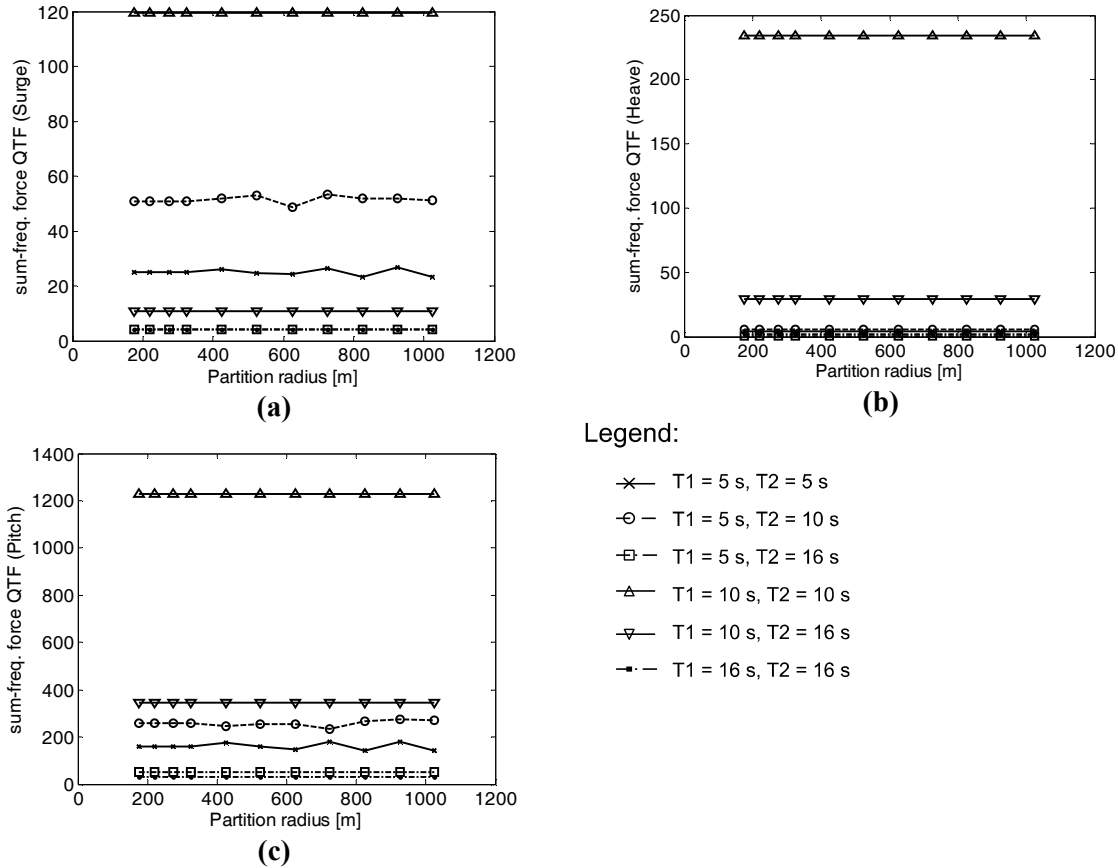 120
100
80
60
40
20
0
sum-freq. force QTF (Surge)
0 200 400 600 800 1000 1200
Partition radius [m]
(a)
250
200
150
100
50
0
sum-freq. force QTF (Heave)
0 200 400 600 800 1000 1200
Partition radius [m]
(b)
1400
1200
1000
800
600
400
200
0
sum-freq. force QTF (Pitch)
0 200 400 600 800 1000 1200
Partition radius [m]
(c)
Legend:
T1 = 5 s, T2 = 5 s
T1 = 5 s, T2 = 10 s
T1 = 5 s, T2 = 16 s
T1 = 10 s, T2 = 10 s
T1 = 10 s, T2 = 16 s
T1 = 16 s, T2 = 16 s